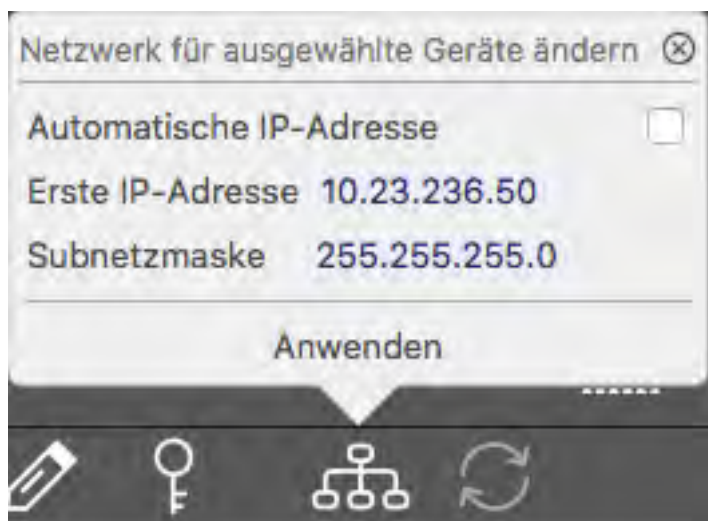 Netzwerk für ausgewählte Geräte ändern
Automatische IP-Adresse
Erste IP-Adresse 10.23.236.50
Subnetzmaske 255.255.255.0
Anwenden